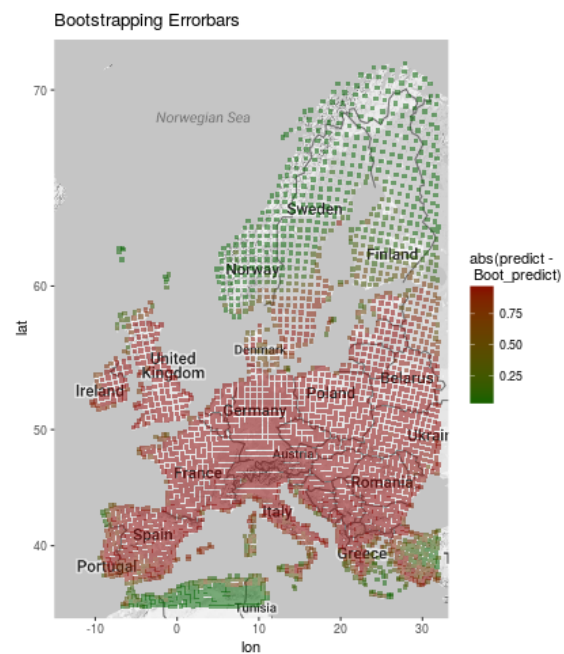 Bootstrapping Errorbars
70
Norwegian Sea
Sweden
Finland
Norway
60
lat
abs(predict -
Boot_predict)
0.75
0.50
0.25
Denmark
United
Kingdom
Ireland
Belarus
Poland
Germany
50
Ukrain
Austria
France
Romania
Italy
Spain
40
Greece
T
Portugal
Tunisia
-10
0
10
20
30
lon